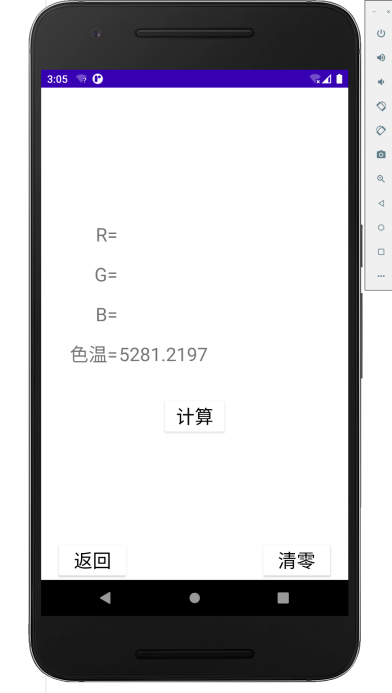 3:05
R=
G=
B=
色温=5281.2197
计算
返回
清零